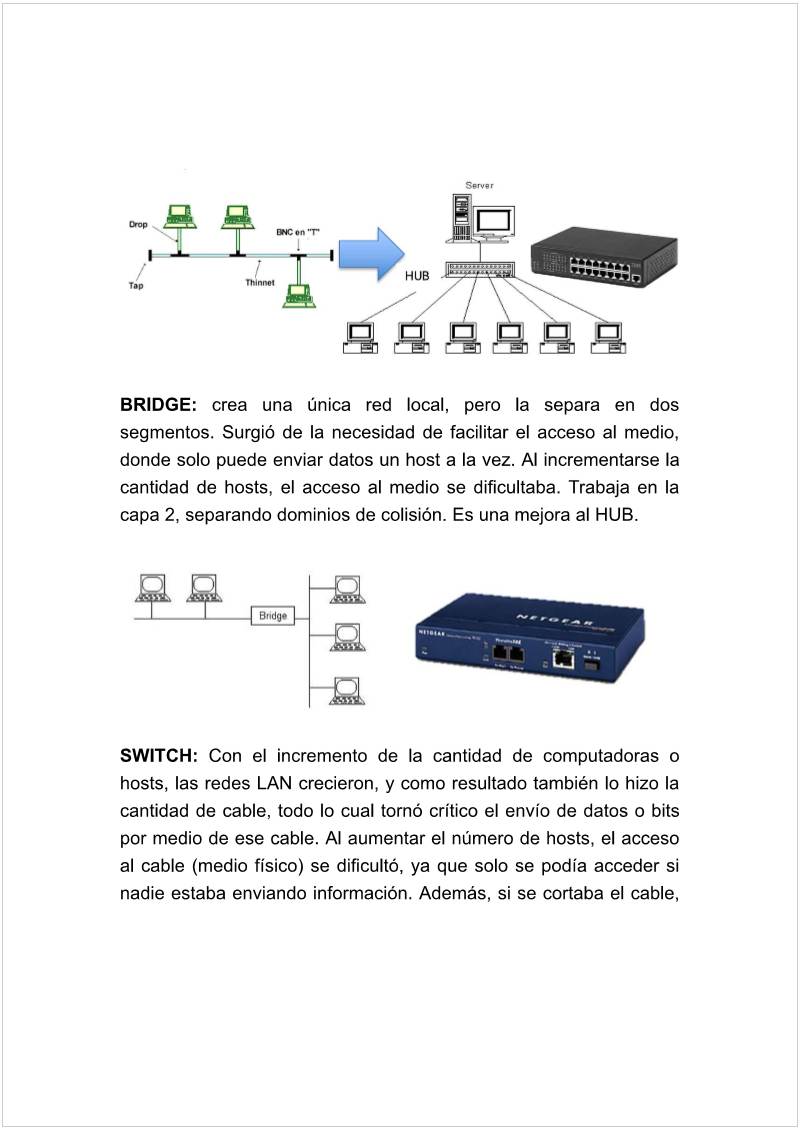 Server
Drop
BNC en "T"
HUB
Tap
Thinnet
BRIDGE: crea una única red local, pero la separa en dos
segmentos. Surgió de la necesidad de facilitar el acceso al medio,
donde solo puede enviar datos un host a la vez. Al incrementarse la
cantidad de hosts, el acceso al medio se dificultaba. Trabaja en la
capa 2, separando dominios de colisión. Es una mejora al HUB.
Bridge
NETGEAR
NETGEAR
SWITCH: Con el incremento de la cantidad de computadoras o
hosts, las redes LAN crecieron, y como resultado también lo hizo la
cantidad de cable, todo lo cual tornó crítico el envío de datos o bits
por medio de ese cable. Al aumentar el número de hosts, el acceso
al cable (medio físico) se dificultó, ya que solo se podía acceder si
nadie estaba enviando información. Además, si se cortaba el cable,